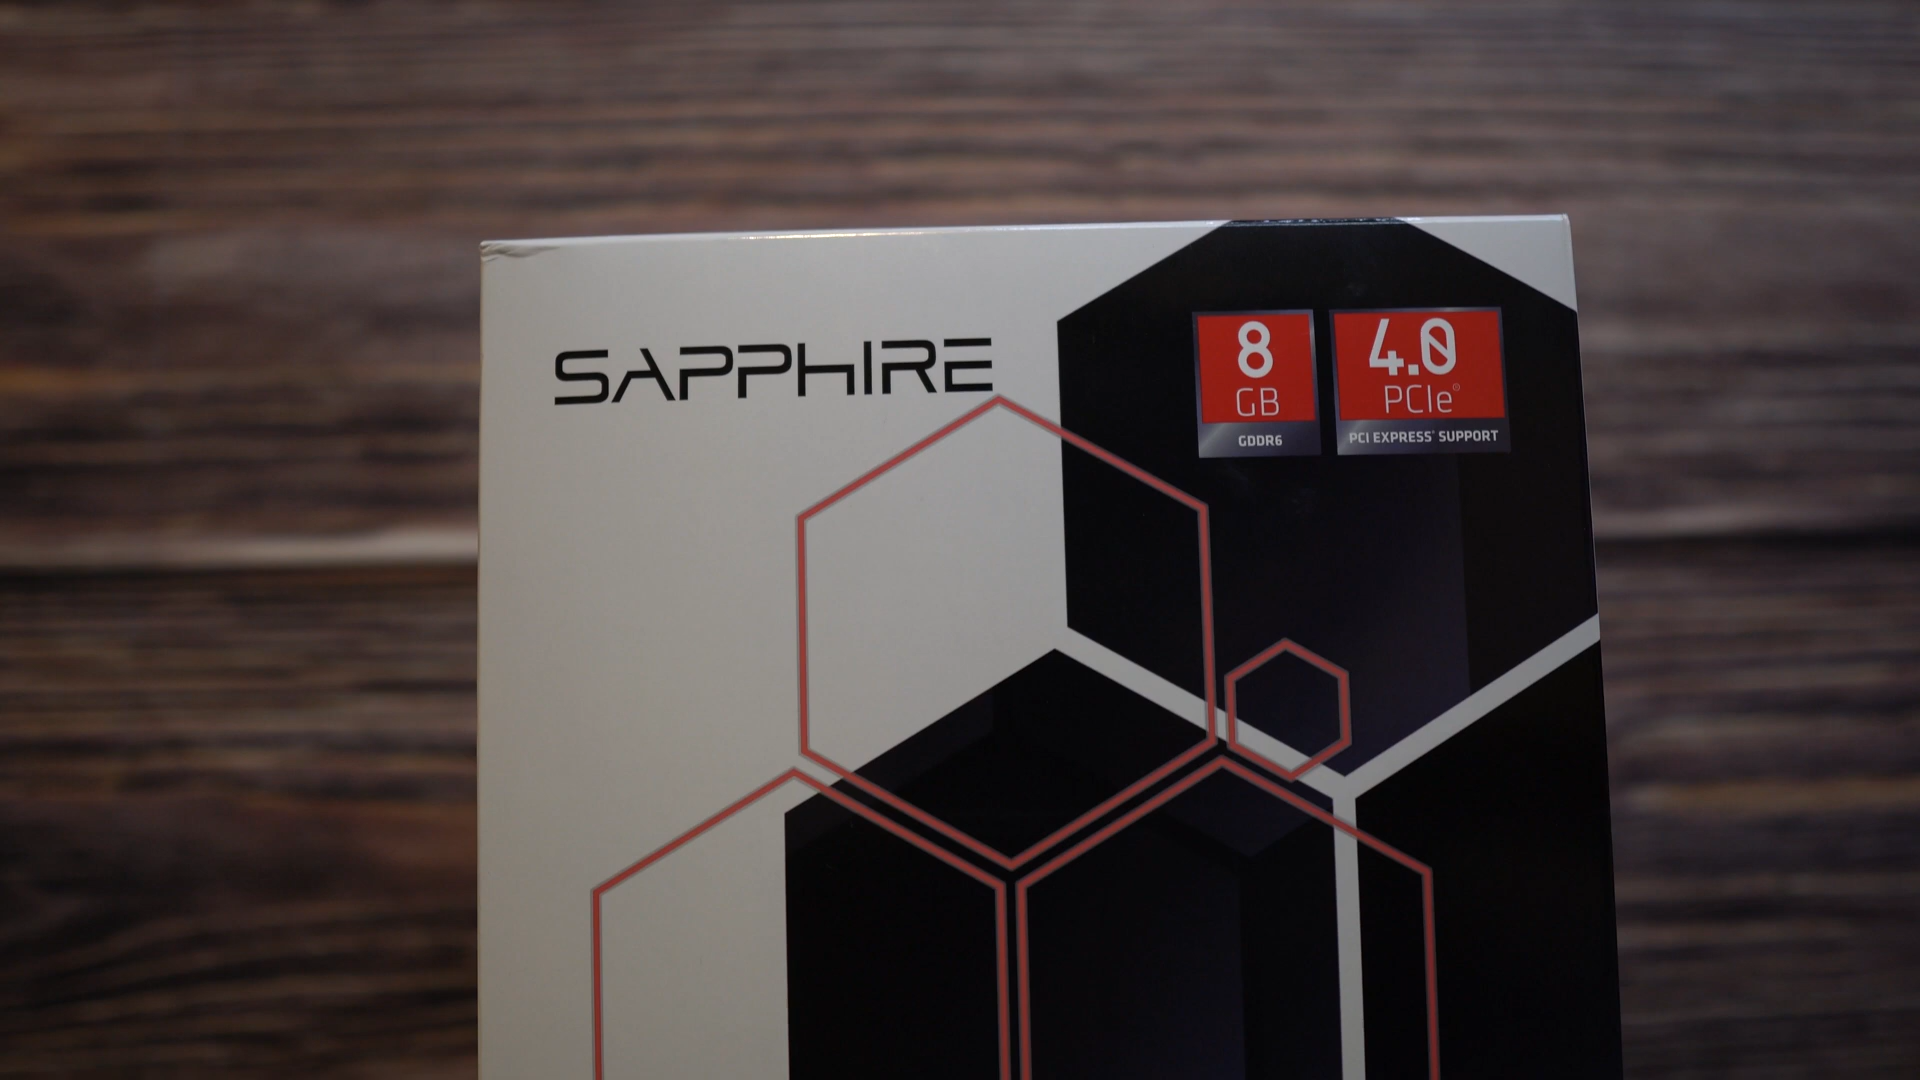 SAPPHIRE
8
GB
GDDR6
4.0
PCIe®
PCI EXPRESS® SUPPORT